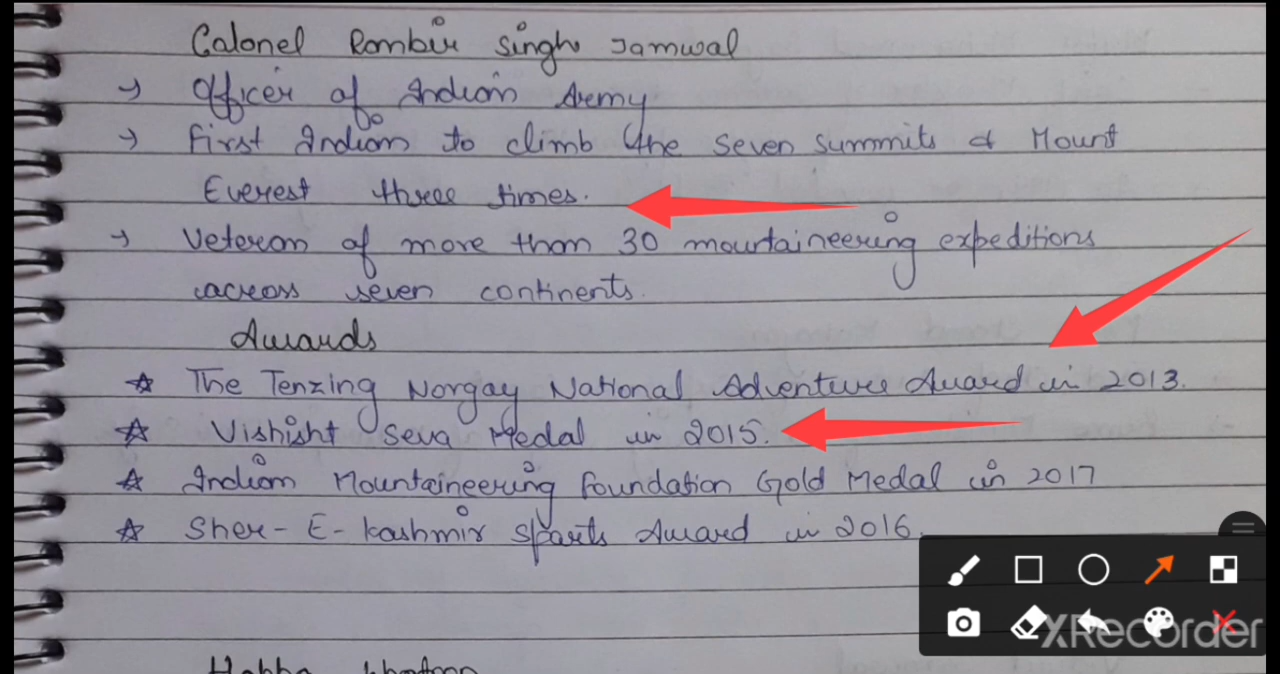 Colonel Ranbir Singh Jamwal
→ Officer of Indian Army
→ First Indian to climb the seven summits & Mount
Everest three times.
→ Veteran of more than 30 mountaineering expeditions
across seven continents.
Awards
☆ The Tenzing Norgay National Adventure Award in 2013.
☆ Vishisht Seva Medal in 2015.
☆ Indian Mountaineering Foundation Gold Medal in 2017
☆ Sher-E-Kashmir Sports Award in 2016.
XRecorder
Habba Khatoon